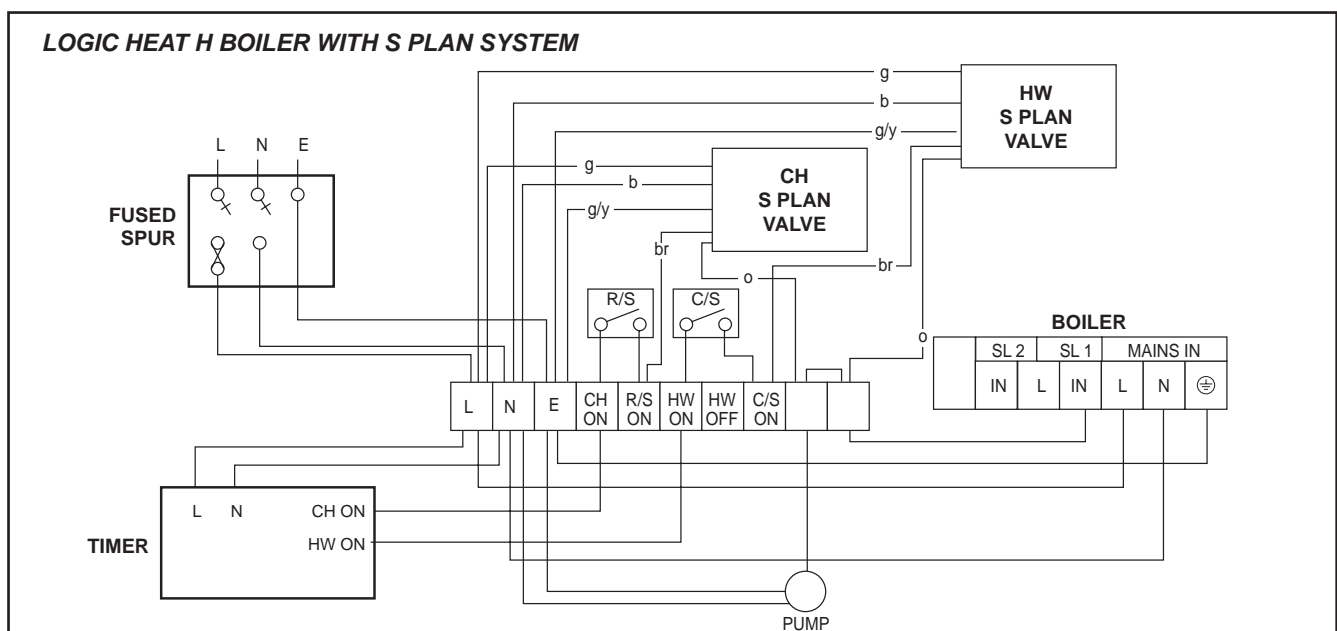 LOGIC HEAT H BOILER WITH S PLAN SYSTEM
g
HW
S PLAN
VALVE
b
g/y
L N E
FUSED
SPUR
g
CH
S PLAN
VALVE
b
g/y
br
br
o
R/S
C/S
o
BOILER
SL 2 SL 1 MAINS IN
IN L IN L N
L N E CH ON R/S ON HW ON HW OFF C/S ON
TIMER
L N CH ON
HW ON
PUMP